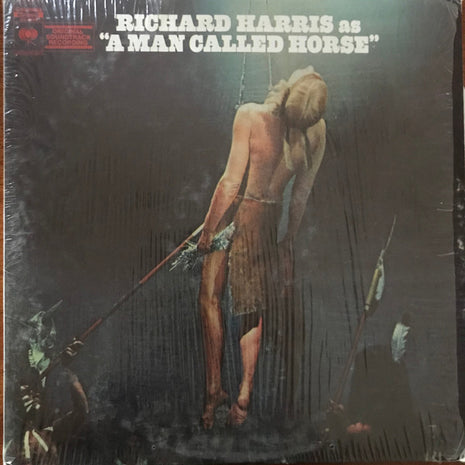 ORIGINAL
SOUNDTRACK
RECORDING
RICHARD HARRIS as
"A MAN CALLED HORSE"